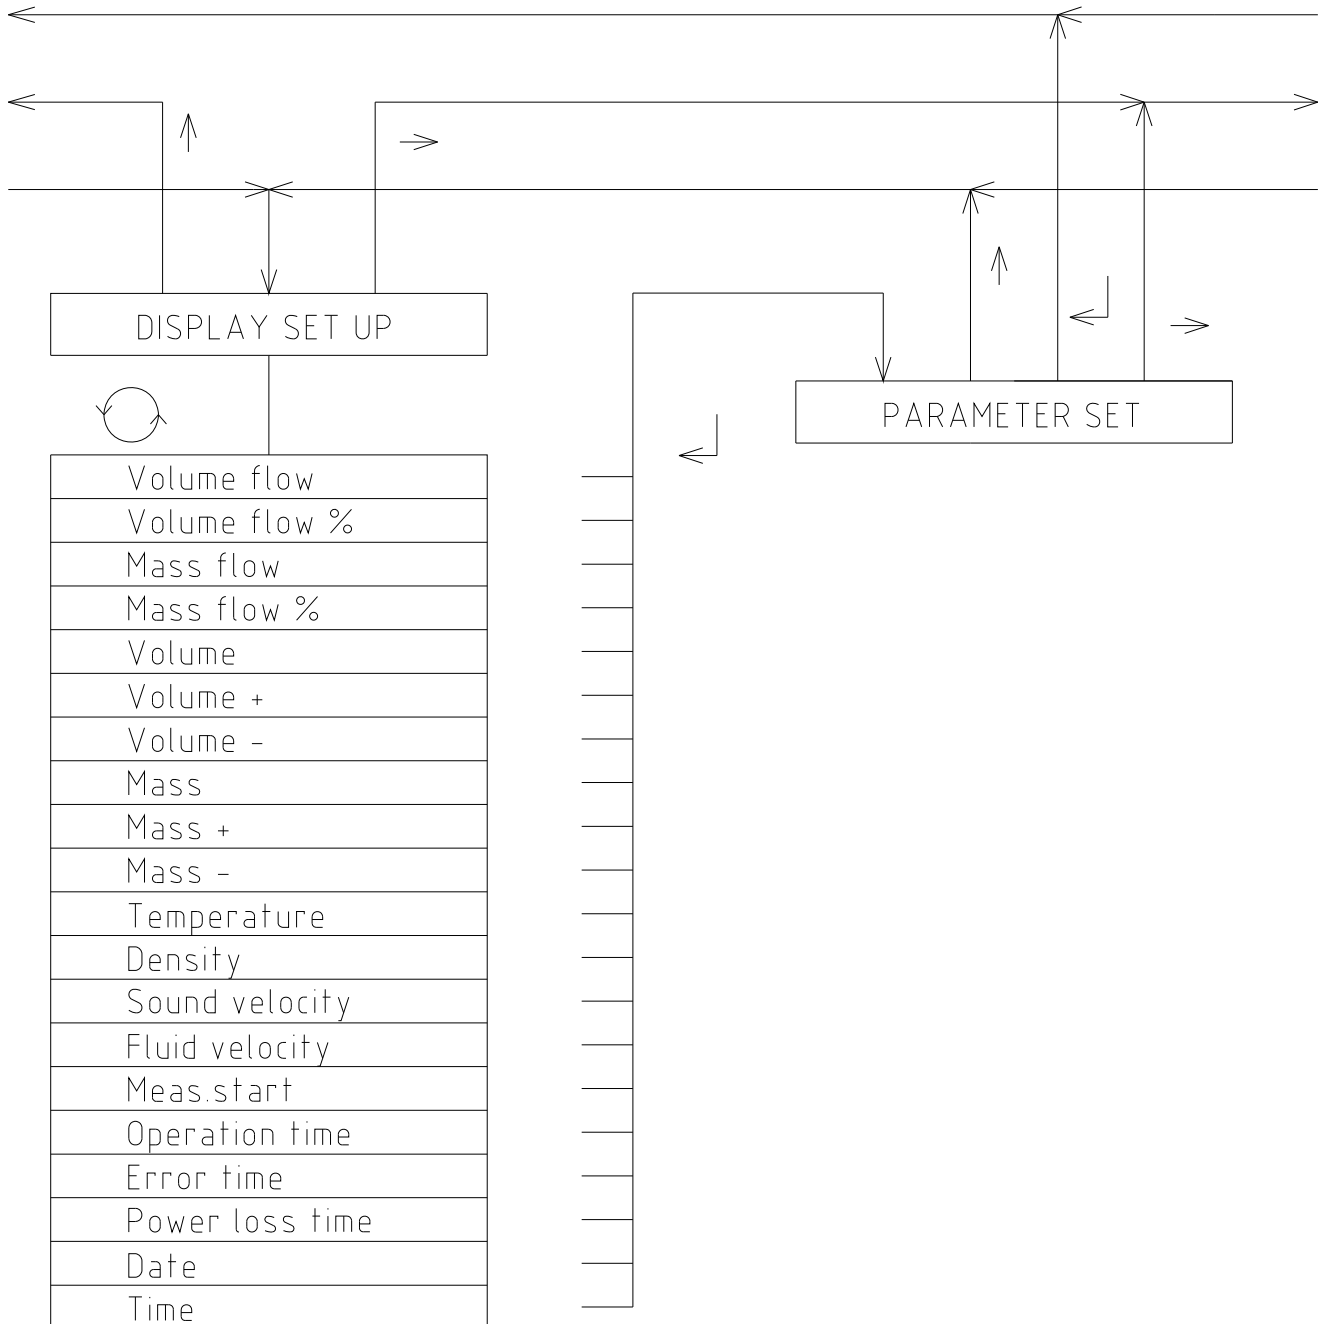 DISPLAY SET UP
PARAMETER SET
Volume flow
Volume flow %
Mass flow
Mass flow %
Volume
Volume +
Volume -
Mass
Mass +
Mass -
Temperature
Density
Sound velocity
Fluid velocity
Meas.start
Operation time
Error time
Power loss time
Date
Time